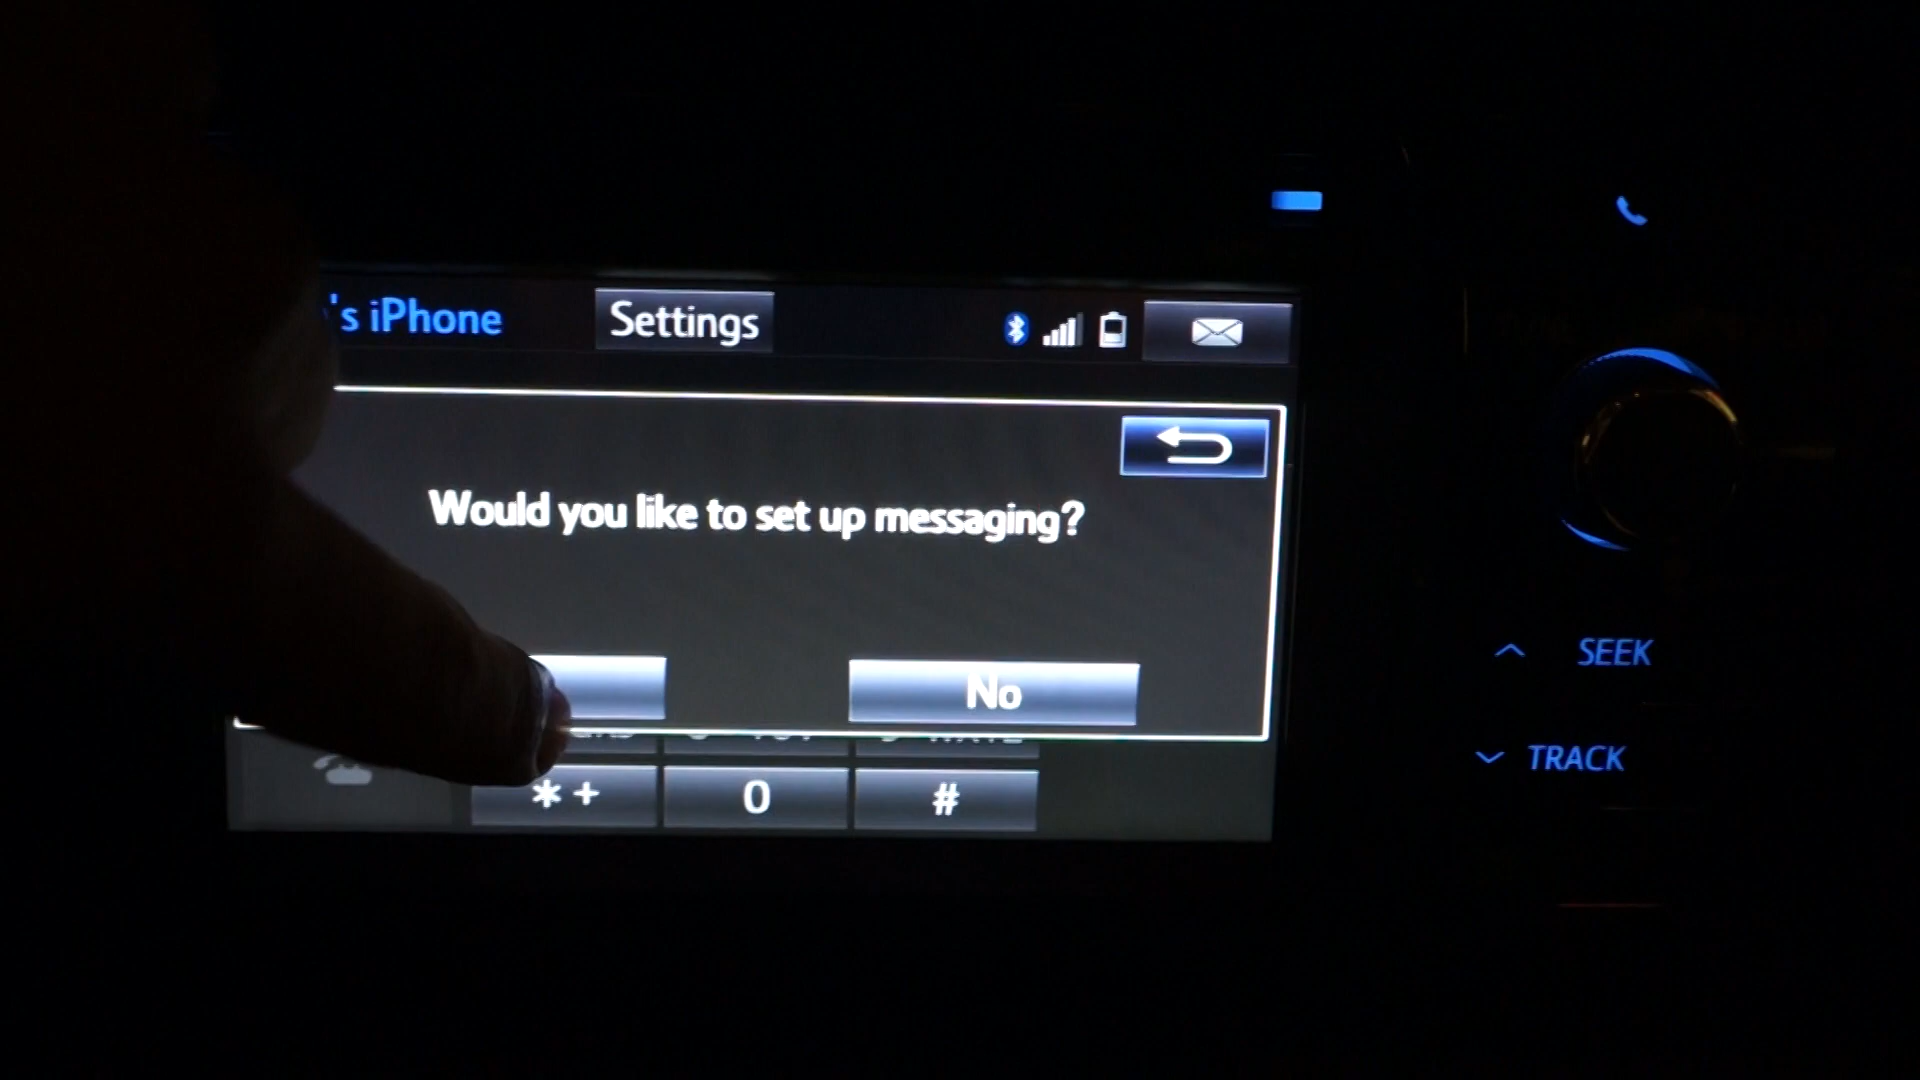 's iPhone
Settings
Would you like to set up messaging?
No
* +
0
#
SEEK
TRACK